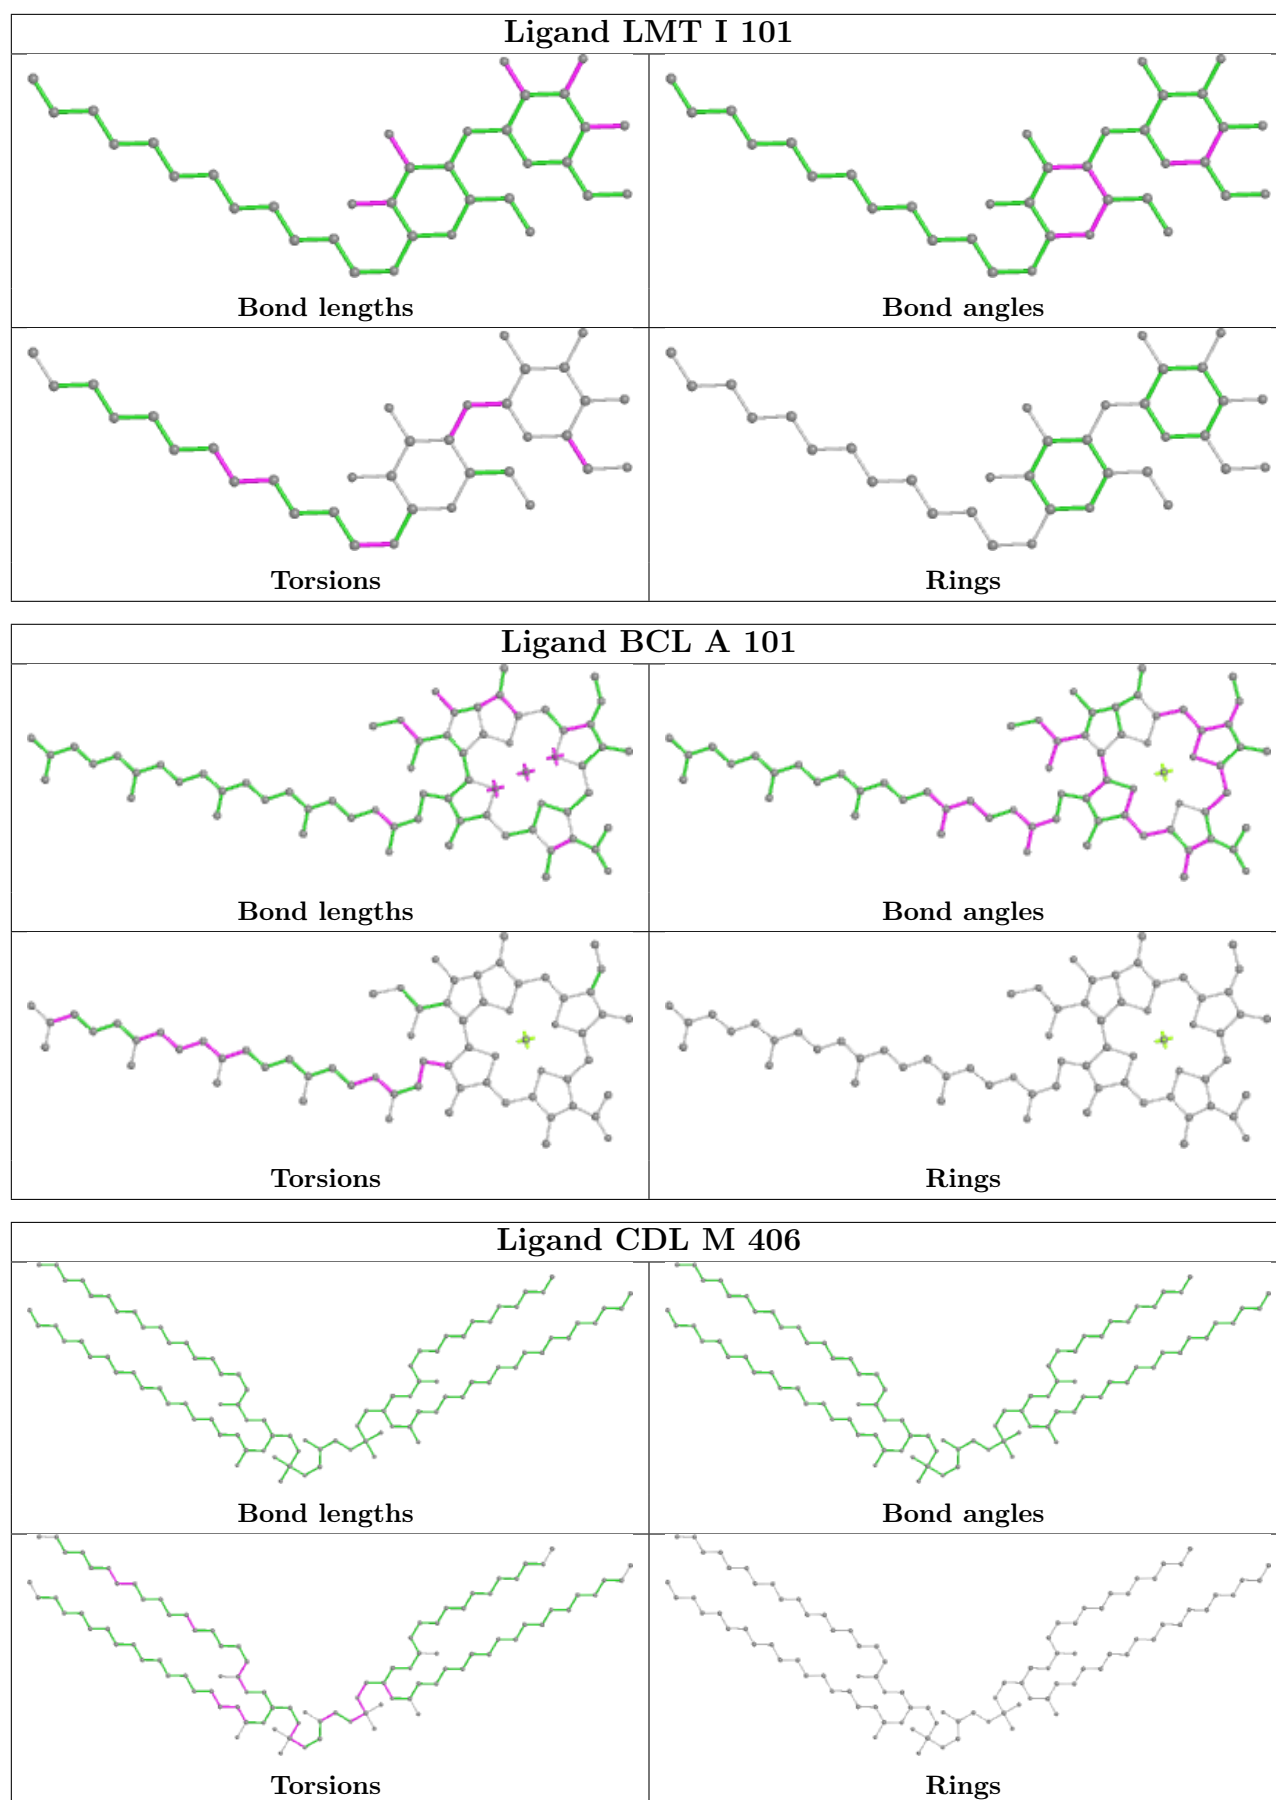 Ligand LMT I 101
Bond lengths
Bond angles
Torsions
Rings
Ligand BCL A 101
Bond lengths
Bond angles
Torsions
Rings
Ligand CDL M 406
Bond lengths
Bond angles
Torsions
Rings